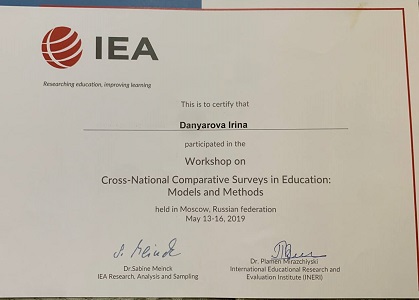 IEA
Researching education, improving learning
This is to certify that
Danyarova Irina
participated in the
Workshop on
Cross-National Comparative Surveys in Education:
Models and Methods
held in Moscow, Russian federation
May 13-16, 2019
S. Meinck
Dr.Sabine Meinck
IEA Research, Analysis and Sampling
Dr. Plamen Mirazchiyski
International Educational Research and
Evaluation Institute (INERI)